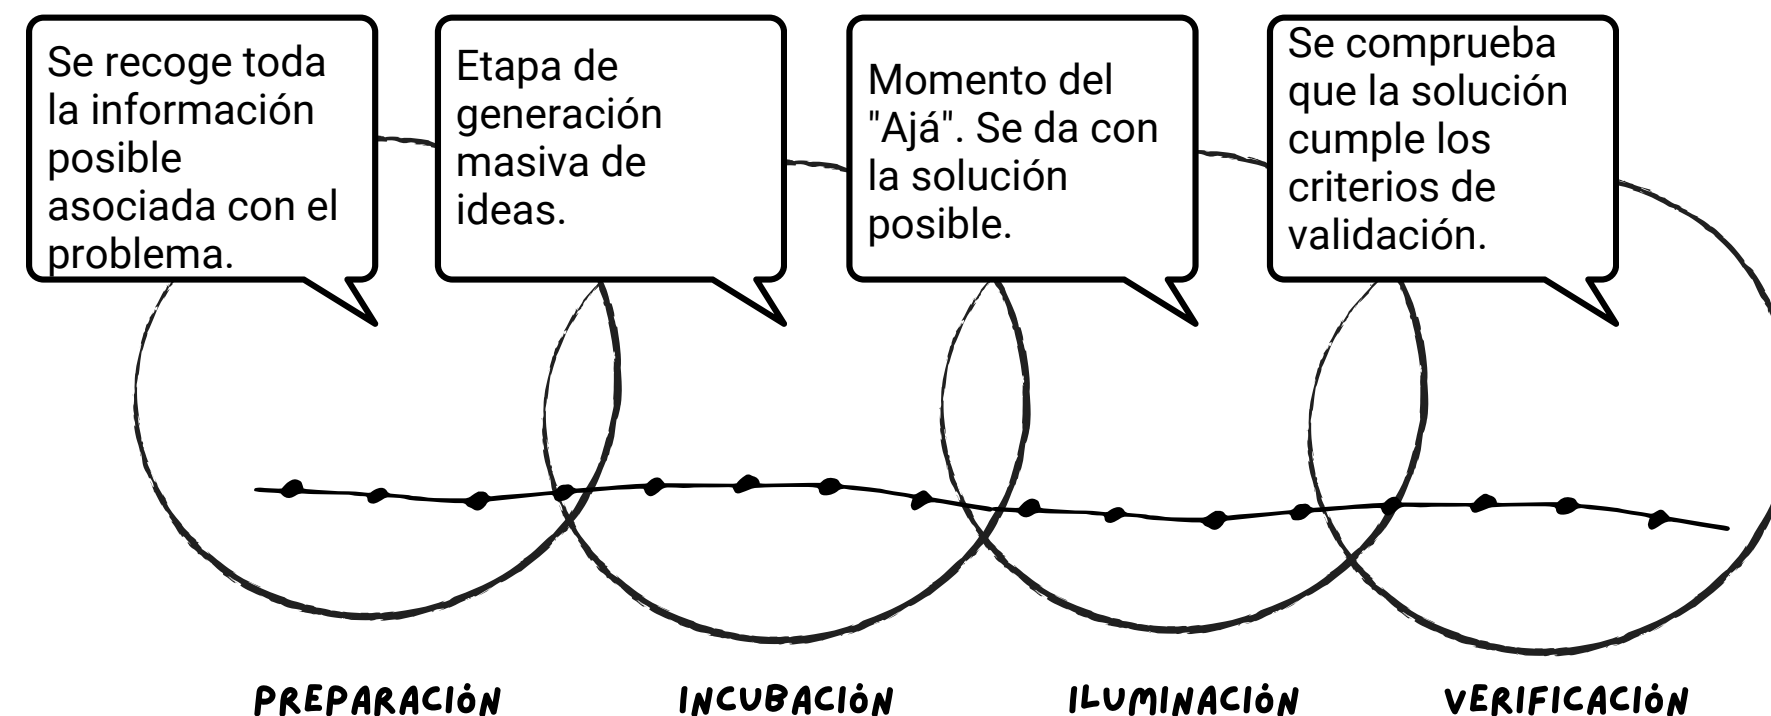 Se recoge toda
la información
posible
asociada con el
problema.
Etapa de
generación
masiva de
ideas.
Momento del
"Ajá". Se da con
la solución
posible.
Se comprueba
que la solución
cumple los
criterios de
validación.
PREPARACIÓN
INCUBACIÓN
ILUMINACIÓN
VERIFICACIÓN